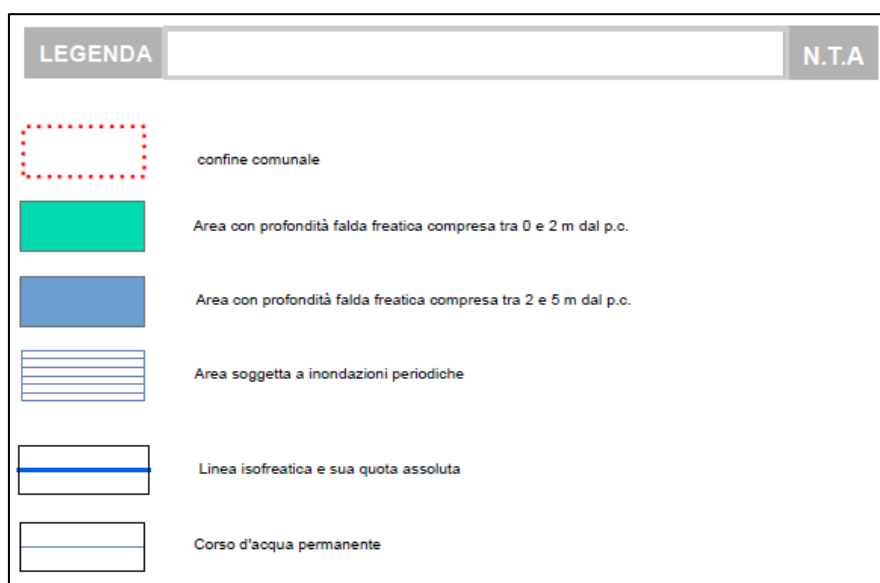 LEGENDA N.T.A
confine comunale
Area con profondità falda freatica compresa tra 0 e 2 m dal p.c.
Area con profondità falda freatica compresa tra 2 e 5 m dal p.c.
Area soggetta a inondazioni periodiche
Linea isofreatica e sua quota assoluta
Corso d'acqua permanente